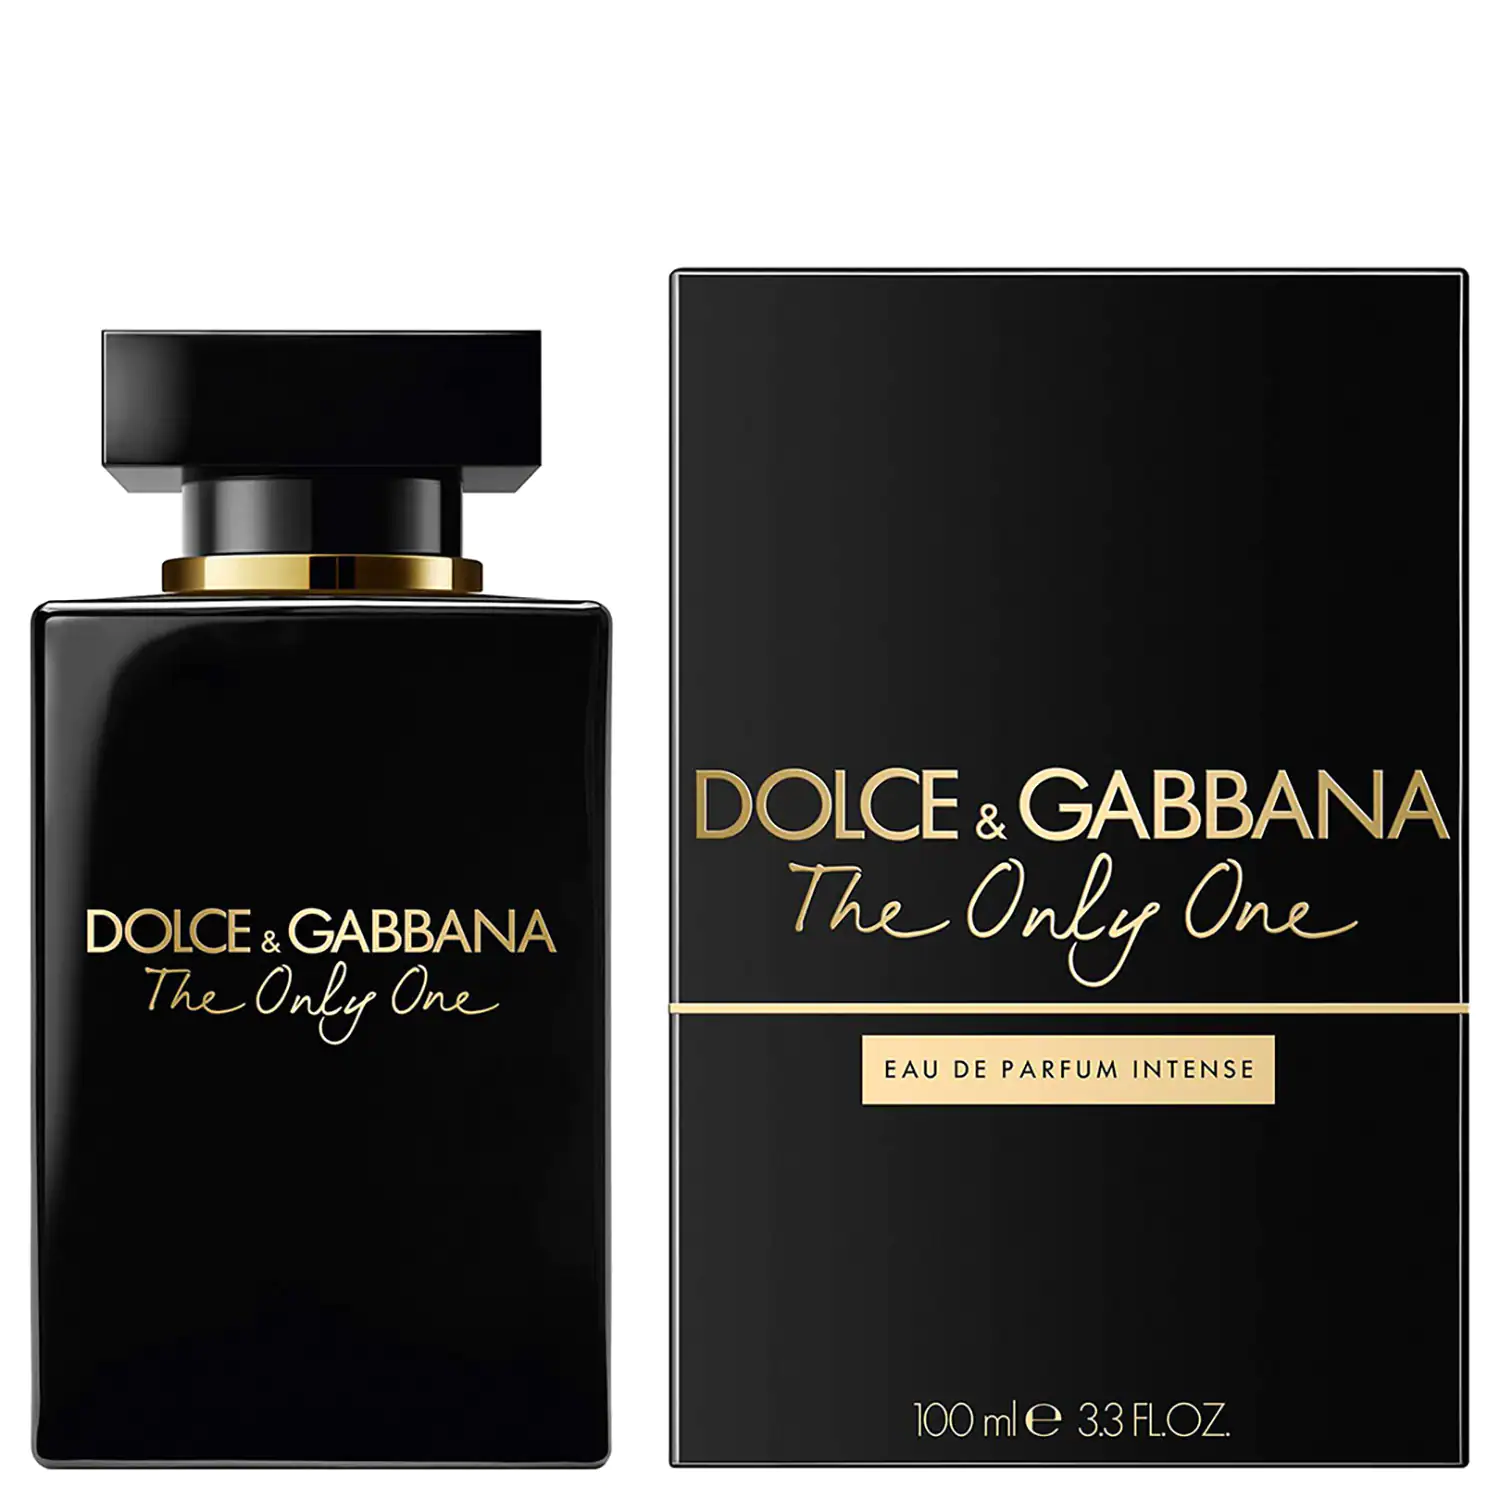 DOLCE & GABBANA
The Only One
DOLCE & GABBANA
The Only One
EAU DE PARFUM INTENSE
100 ml ℮ 3.3 FL.OZ.